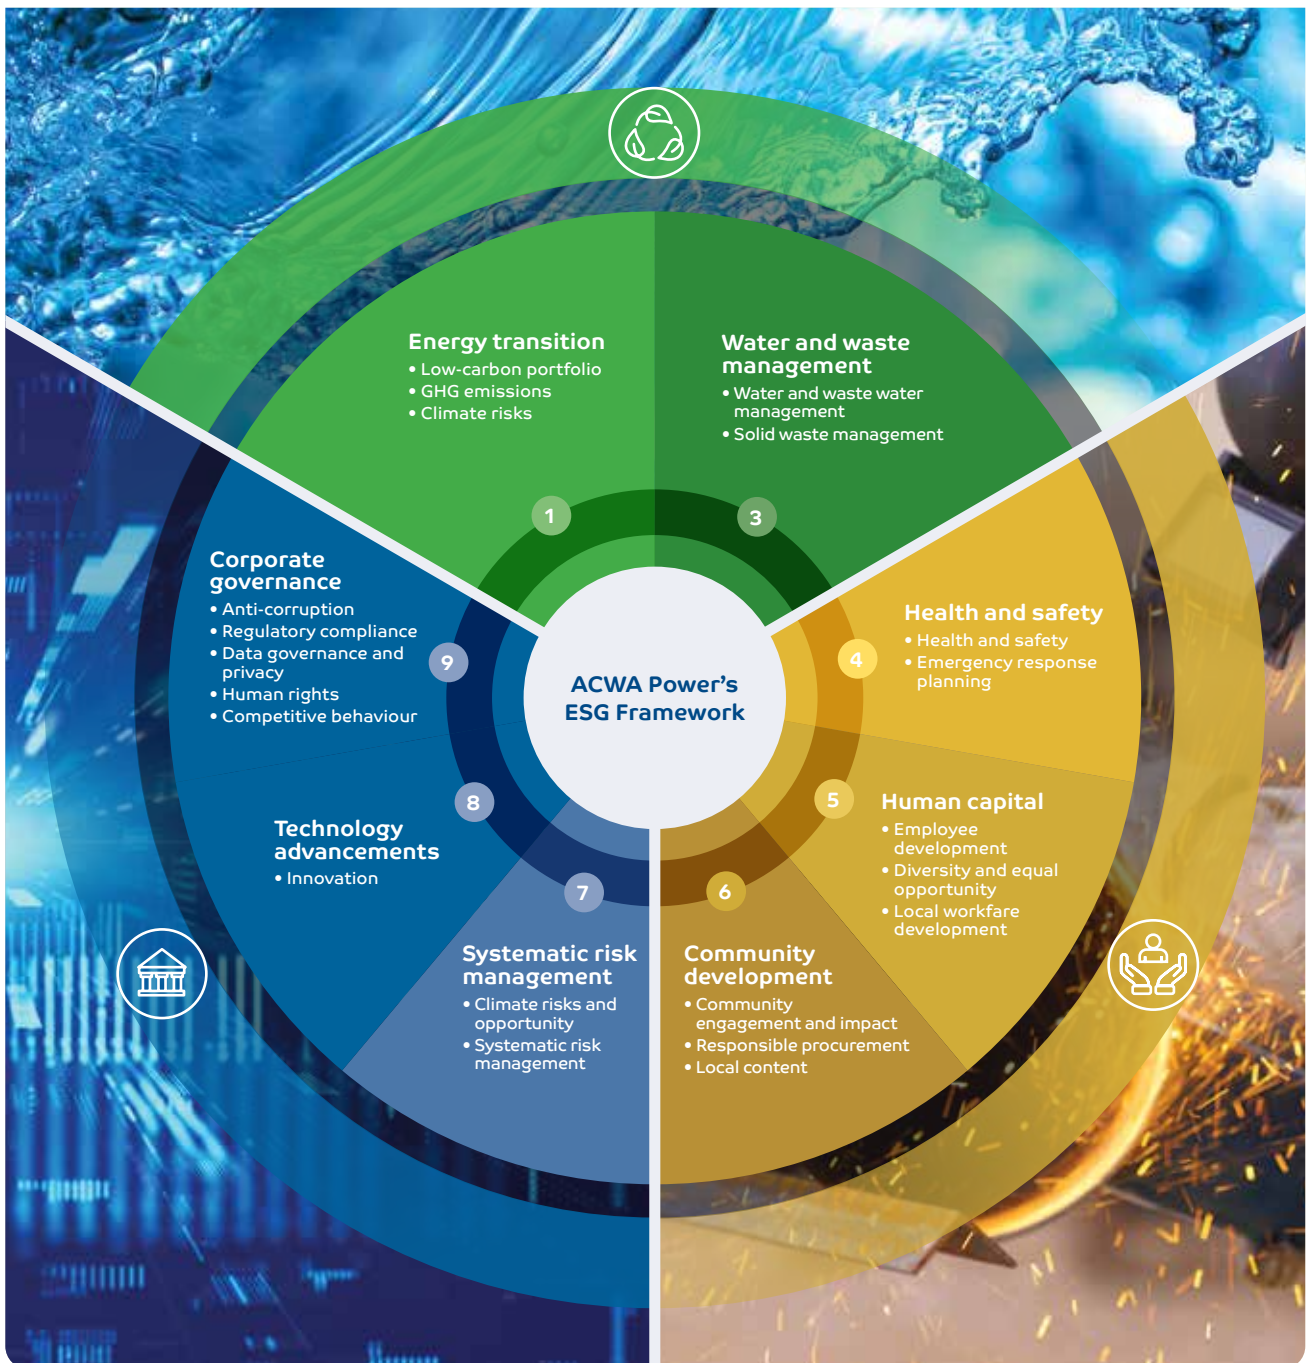 Energy transition
• Low-carbon portfolio
• GHG emissions
• Climate risks
1
Water and waste
management
• Water and waste water
management
• Solid waste management
3
Health and safety
• Health and safety
• Emergency response
planning
4
Human capital
• Employee
development
• Diversity and equal
opportunity
• Local workfare
development
5
Community
development
• Community
engagement and impact
• Responsible procurement
• Local content
6
Systematic risk
management
• Climate risks and
opportunity
• Systematic risk
management
7
Technology
advancements
• Innovation
8
Corporate
governance
• Anti-corruption
• Regulatory compliance
• Data governance and
privacy
• Human rights
• Competitive behaviour
9
ACWA Power’s
ESG Framework